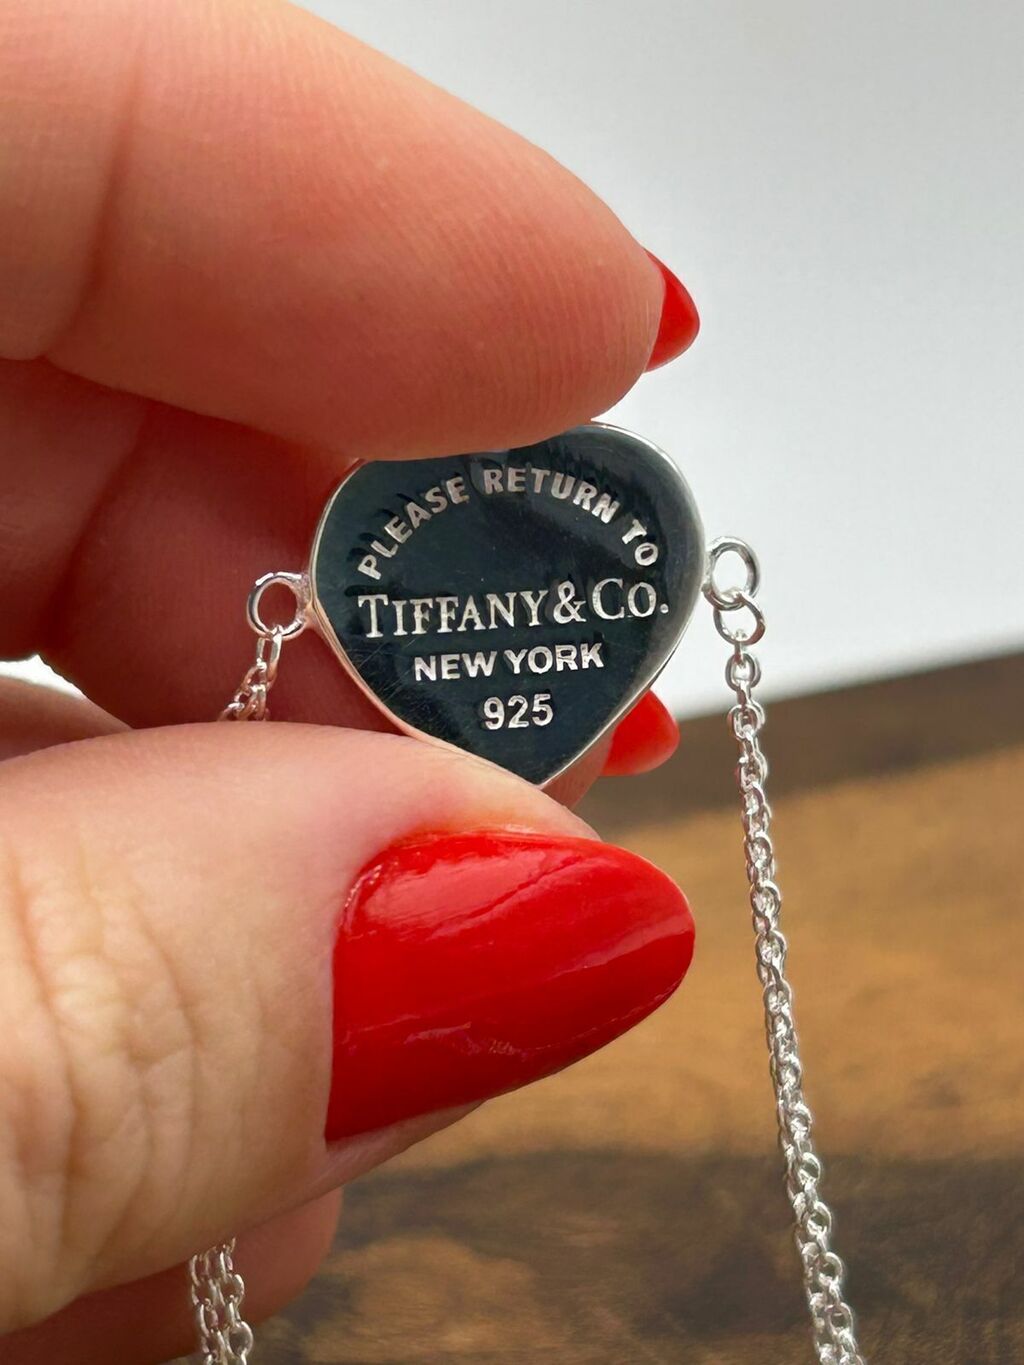 PLEASE RETURN TO
TIFFANY & CO.
NEW YORK
925